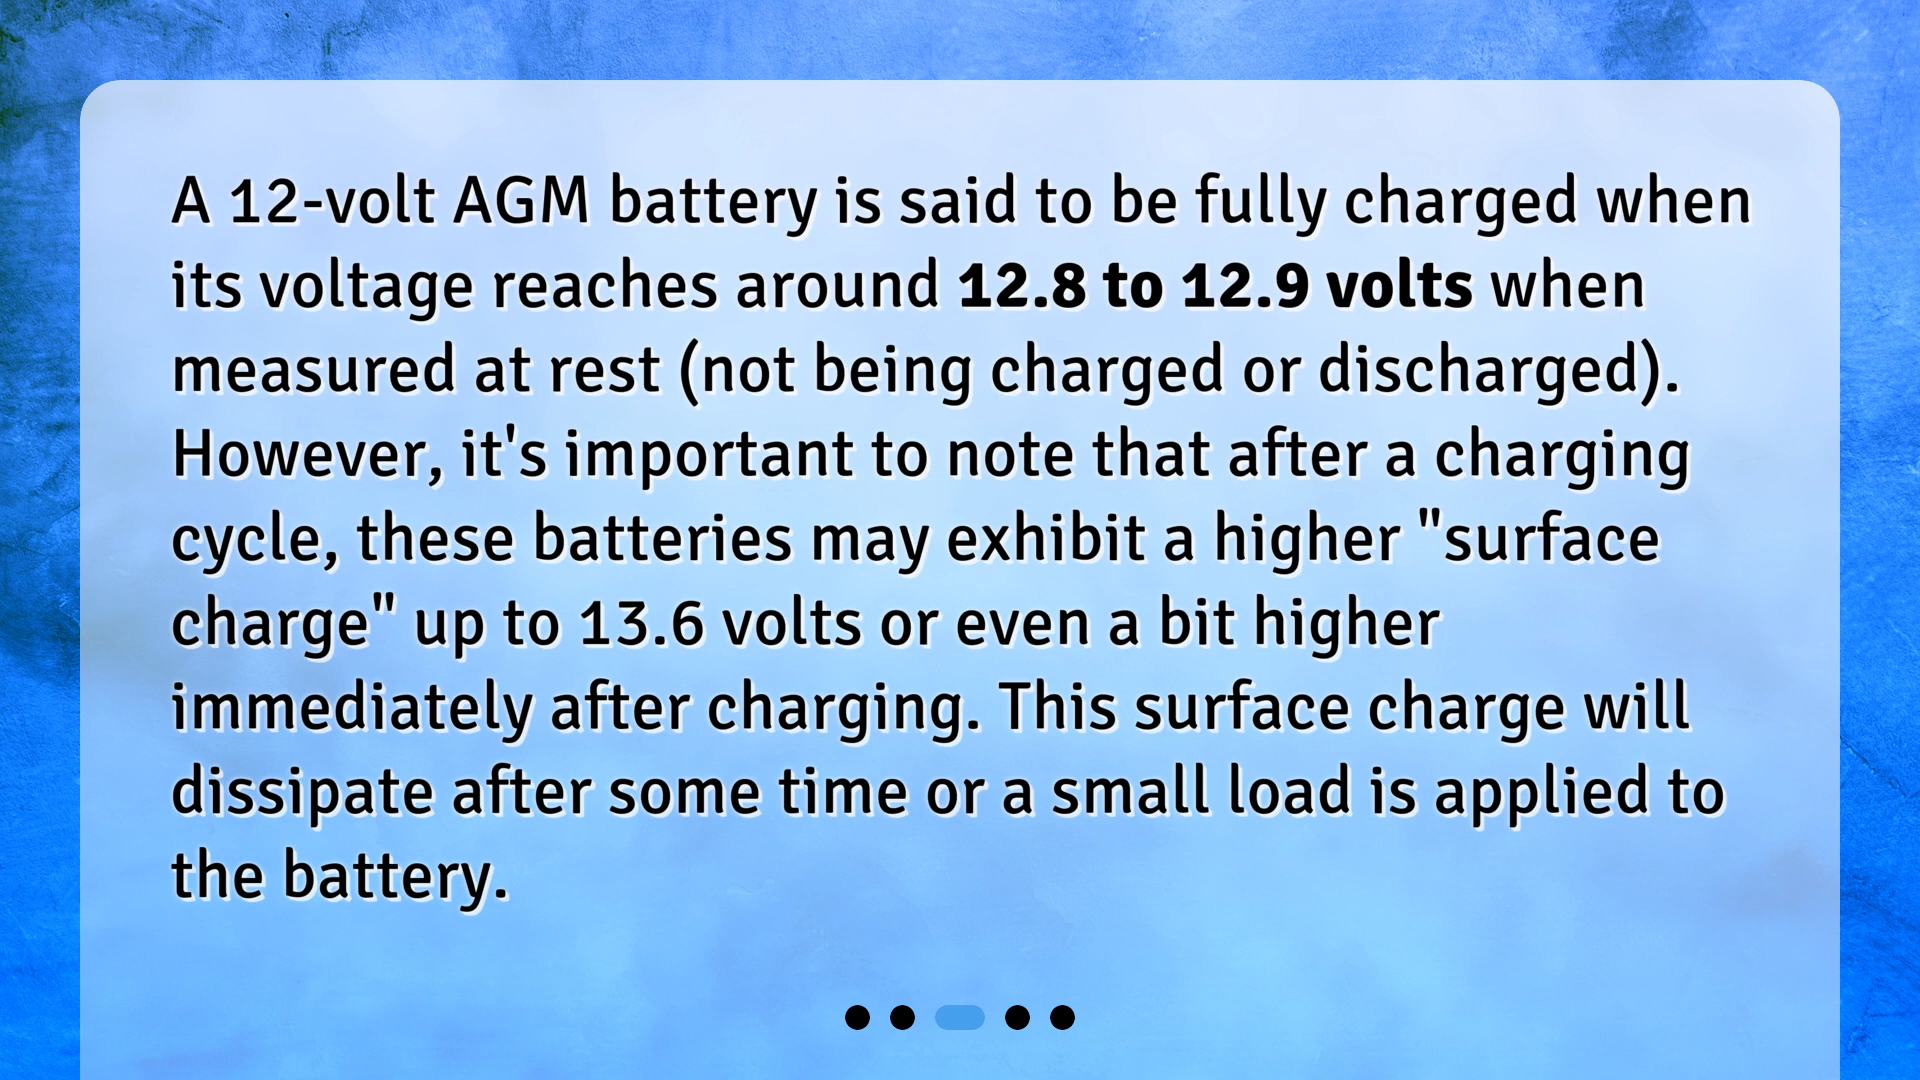 A 12-volt AGM battery is said to be fully charged when
its voltage reaches around 12.8 to 12.9 volts when
measured at rest (not being charged or discharged).
However, it's important to note that after a charging
cycle, these batteries may exhibit a higher "surface
charge" up to 13.6 volts or even a bit higher
immediately after charging. This surface charge will
dissipate after some time or a small load is applied to
the battery.